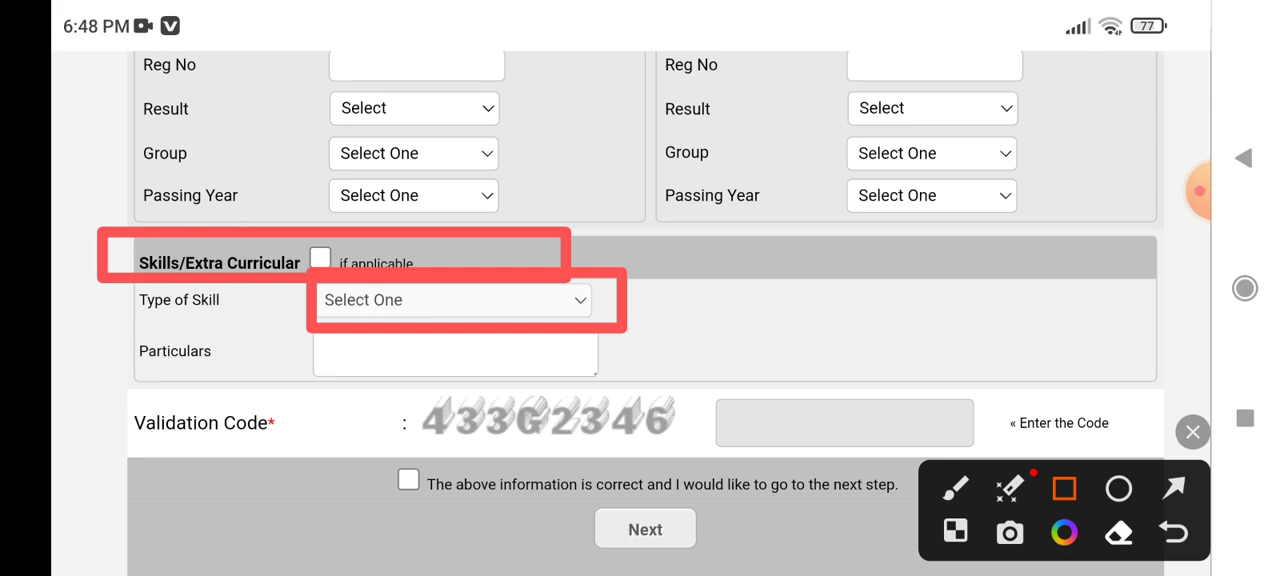 6:48 PM
77
Reg No
Reg No
Result Select
Result Select
Group Select One
Group Select One
Passing Year Select One
Passing Year Select One
Skills/Extra Curricular if applicable
Type of Skill Select One
Particulars
Validation Code* : 433G2346 « Enter the Code
The above information is correct and I would like to go to the next step.
Next